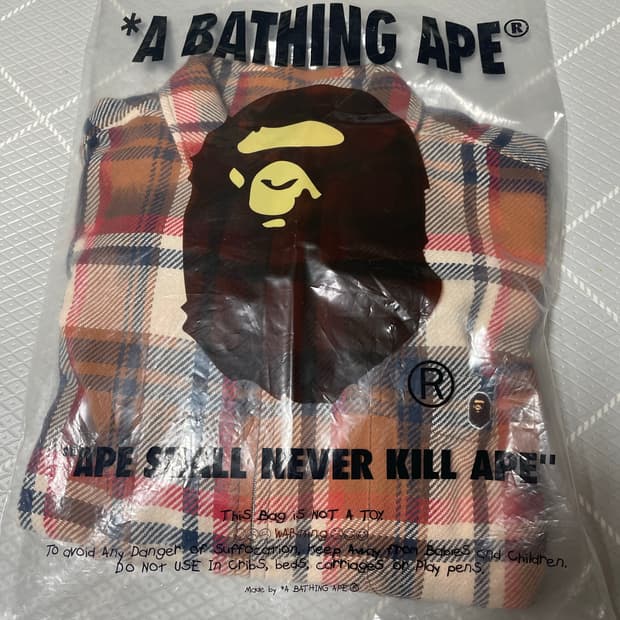 *A BATHING APE®
®
"APE SHALL NEVER KILL APE"
THiS Bag iS NOT A TOY.
WARNING
To avoid Any Danger of Suffocation, Keep Away From Babies and Children.
Do NOT USE In Cribs, beds, carriages or Play pens.
Made by *A BATHING APE®